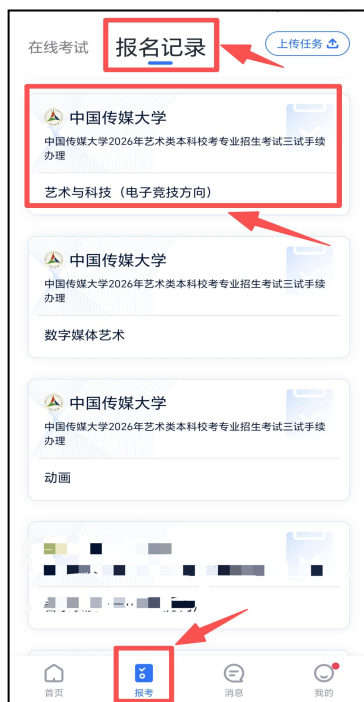 在线考试 报名记录 上传任务
中国传媒大学
中国传媒大学2026年艺术类本科校考专业招生考试三试手续
办理
艺术与科技（电子竞技方向）
中国传媒大学
中国传媒大学2026年艺术类本科校考专业招生考试三试手续
办理
数字媒体艺术
中国传媒大学
中国传媒大学2026年艺术类本科校考专业招生考试三试手续
办理
动画
首页 报考 消息 我的